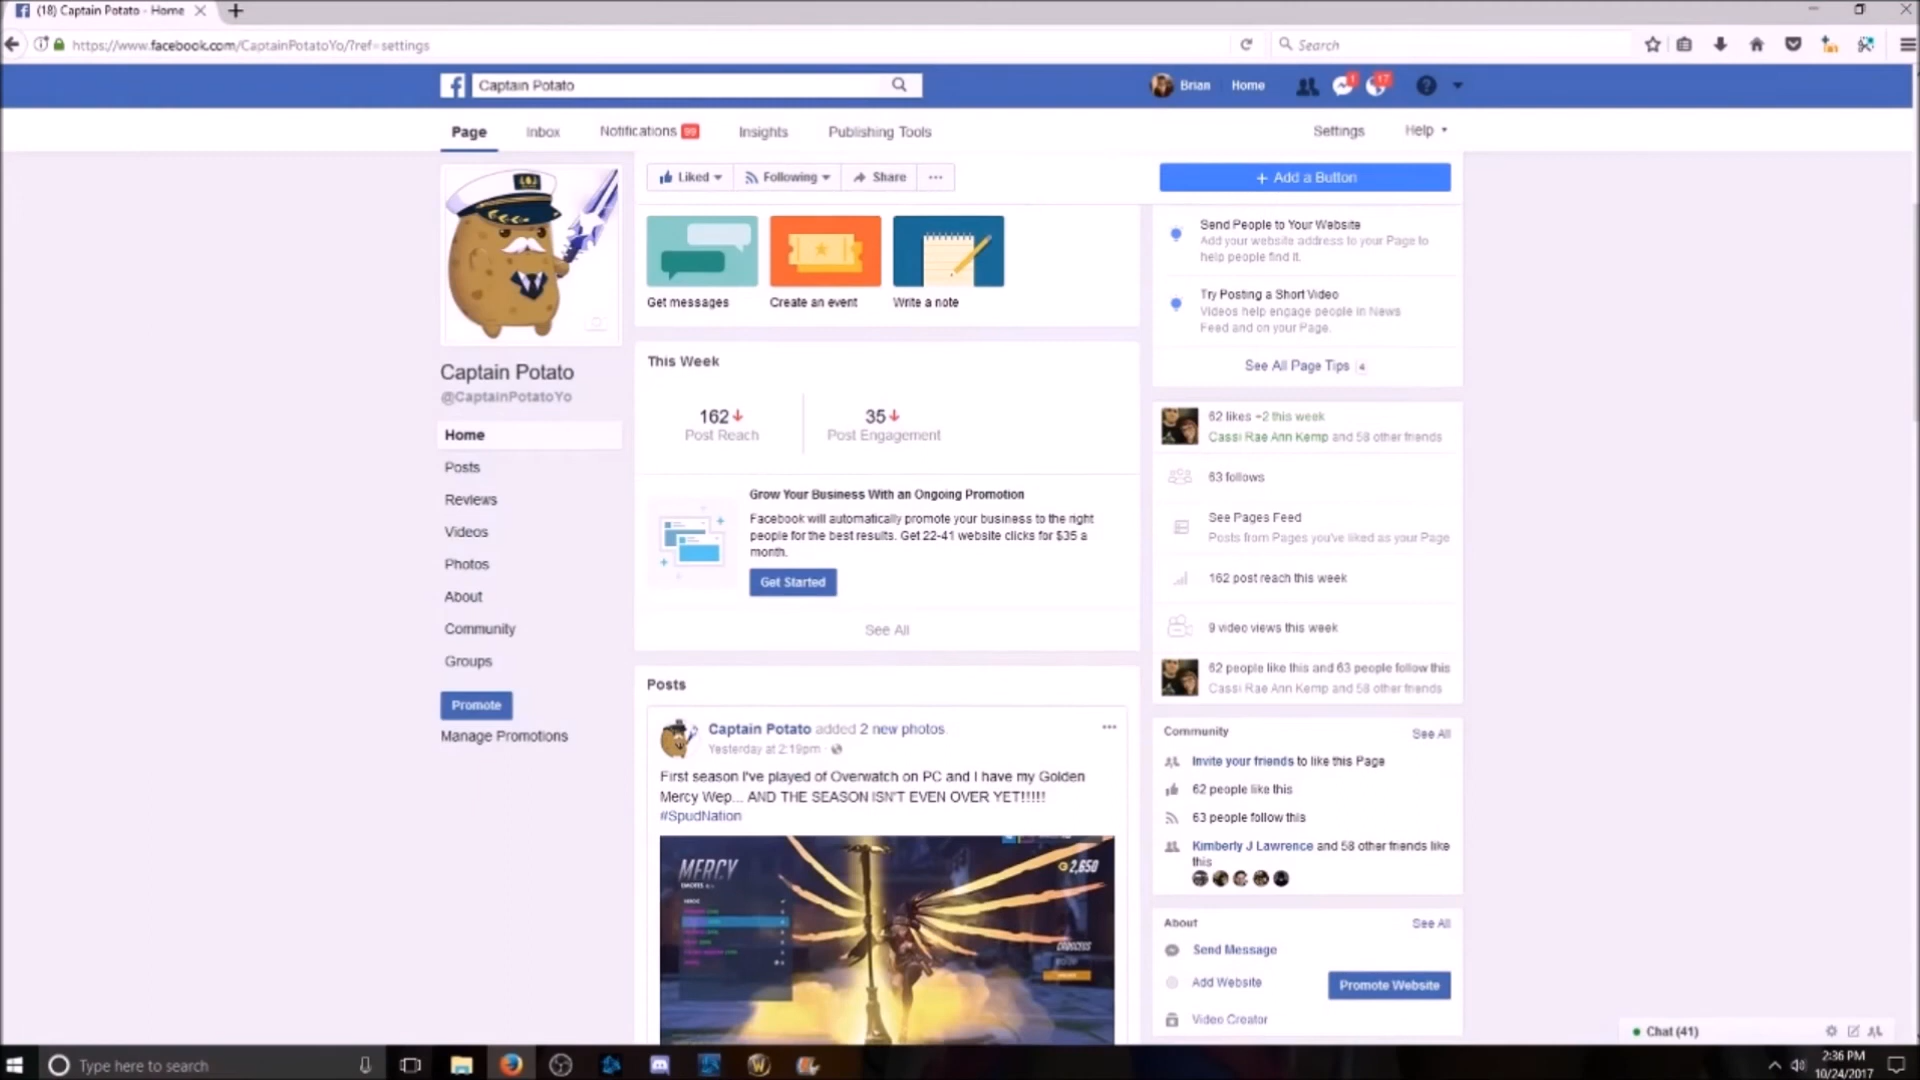 (18) Captain Potato - Home
https://www.facebook.com/CaptainPotatoYo/?ref=settings
Search
Captain Potato
Brian
Home
1
17
Page
Inbox
Notifications 99
Insights
Publishing Tools
Settings
Help
Liked
Following
Share
+ Add a Button
Get messages
Create an event
Write a note
Send People to Your Website
Add your website address to your Page to
help people find it.
Try Posting a Short Video
Videos help engage people in News
Feed and on your Page.
See All Page Tips 4
Captain Potato
@CaptainPotatoYo
Home
Posts
Reviews
Videos
Photos
About
Community
Groups
Promote
Manage Promotions
This Week
162
Post Reach
35
Post Engagement
Grow Your Business With an Ongoing Promotion
Facebook will automatically promote your business to the right
people for the best results. Get 22-41 website clicks for $35 a
month.
Get Started
See All
Posts
Captain Potato added 2 new photos.
Yesterday at 2:19pm
First season I've played of Overwatch on PC and I have my Golden
Mercy Wep... AND THE SEASON ISN'T EVEN OVER YET!!!!!
#SpudNation
MERCY
2,650
62 likes +2 this week
Cassi Rae Ann Kemp and 58 other friends
63 follows
See Pages Feed
Posts from Pages you've liked as your Page
162 post reach this week
9 video views this week
62 people like this and 63 people follow this
Cassi Rae Ann Kemp and 58 other friends
Community
See All
Invite your friends to like this Page
62 people like this
63 people follow this
Kimberly J Lawrence and 58 other friends like
this
About
See All
Send Message
Add Website
Promote Website
Video Creator
Chat (41)
Type here to search
2:36 PM
10/24/2017